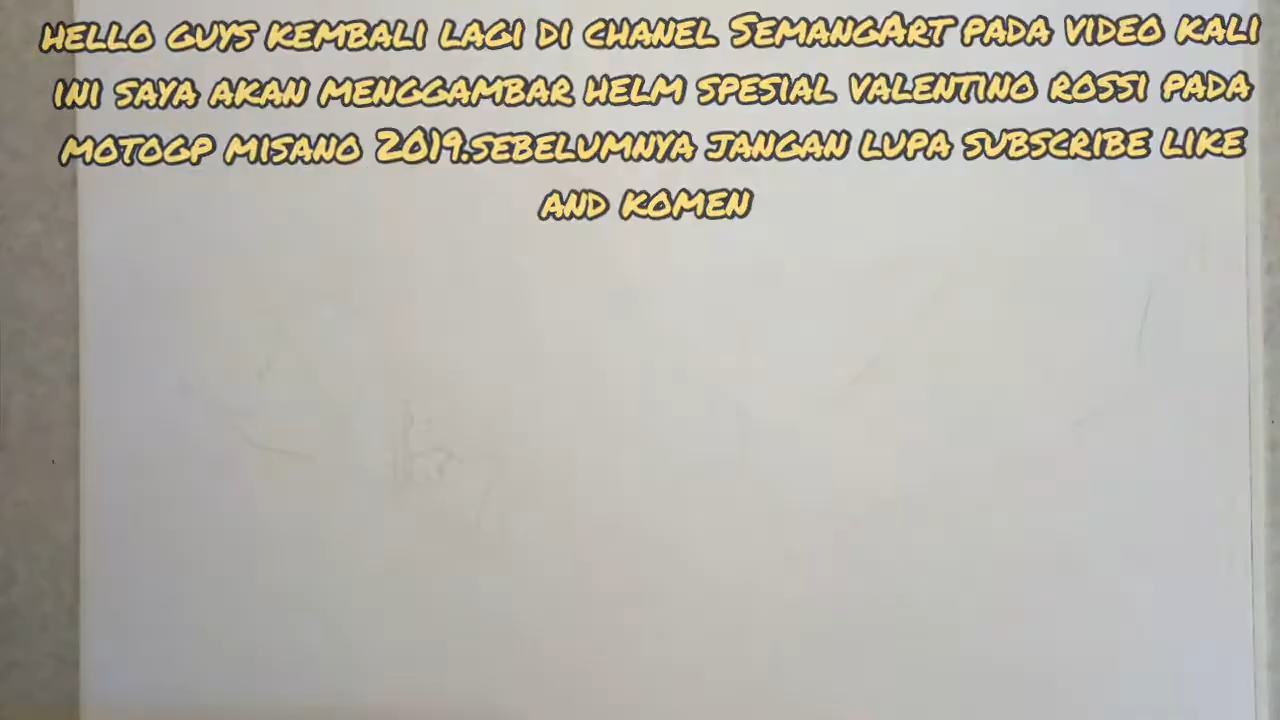 HELLO GUYS KEMBALI LAGI DI CHANEL SEMANGART PADA VIDEO KALI
INI SAYA AKAN MENGGAMBAR HELM SPESIAL VALENTINO ROSSI PADA
MOTOGP MISANO 2019.SEBELUMNYA JANGAN LUPA SUBSCRIBE LIKE
AND KOMEN